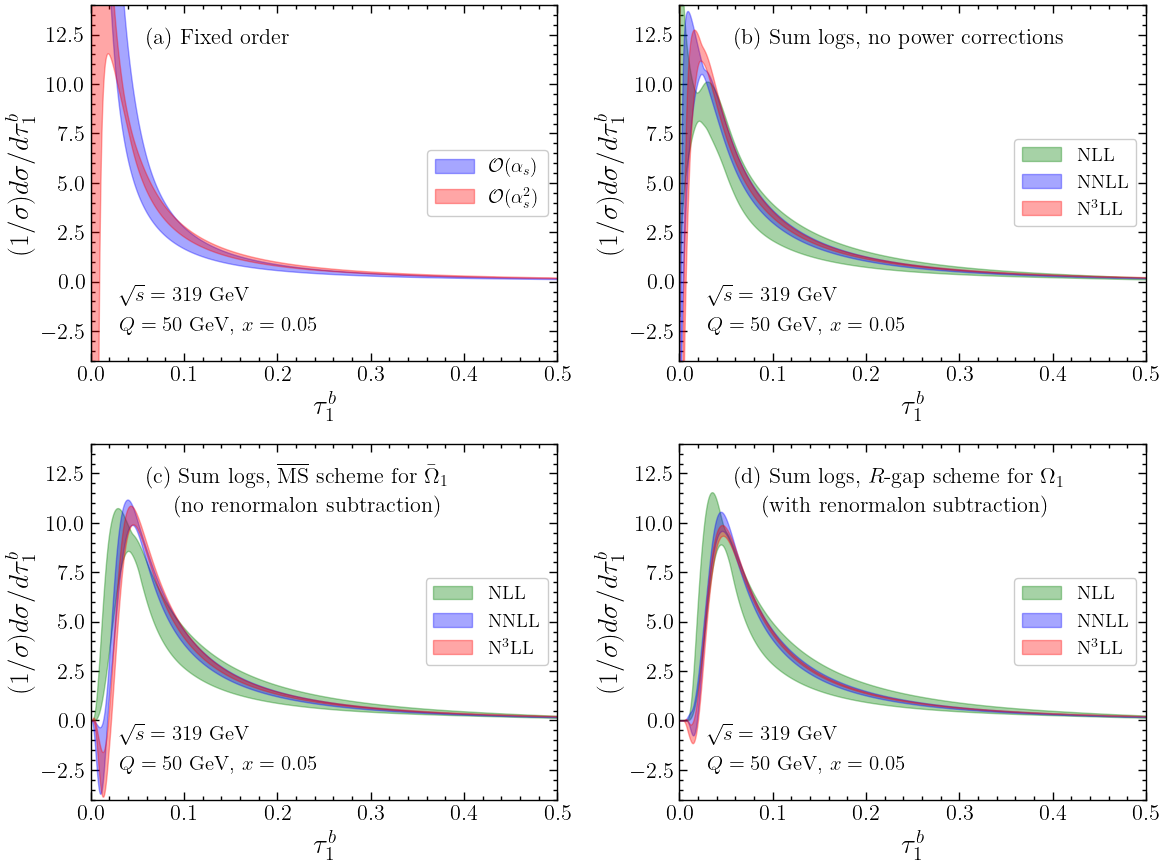 (a) Fixed order
12.5
10.0
7.5
5.0
2.5
0.0
−2.5
(1/σ)dσ/dτ₁ᵇ
𝒪(αₛ)
𝒪(αₛ²)
√s = 319 GeV
Q = 50 GeV, x = 0.05
0.0 0.1 0.2 0.3 0.4 0.5
τ₁ᵇ
(b) Sum logs, no power corrections
12.5
10.0
7.5
5.0
2.5
0.0
−2.5
(1/σ)dσ/dτ₁ᵇ
NLL
NNLL
N³LL
√s = 319 GeV
Q = 50 GeV, x = 0.05
0.0 0.1 0.2 0.3 0.4 0.5
τ₁ᵇ
(c) Sum logs, M̅S̅ scheme for Ω̄₁
(no renormalon subtraction)
12.5
10.0
7.5
5.0
2.5
0.0
−2.5
(1/σ)dσ/dτ₁ᵇ
NLL
NNLL
N³LL
√s = 319 GeV
Q = 50 GeV, x = 0.05
0.0 0.1 0.2 0.3 0.4 0.5
τ₁ᵇ
(d) Sum logs, R-gap scheme for Ω₁
(with renormalon subtraction)
12.5
10.0
7.5
5.0
2.5
0.0
−2.5
(1/σ)dσ/dτ₁ᵇ
NLL
NNLL
N³LL
√s = 319 GeV
Q = 50 GeV, x = 0.05
0.0 0.1 0.2 0.3 0.4 0.5
τ₁ᵇ